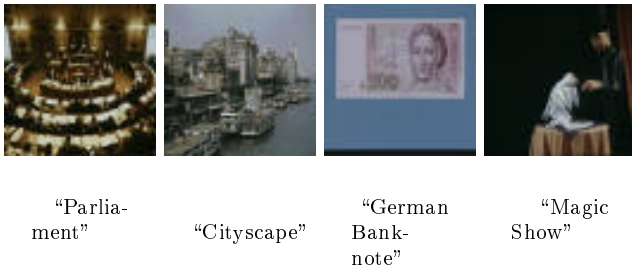 “Parlia-
ment”
“Cityscape”
“German
Bank-
note”
“Magic
Show”